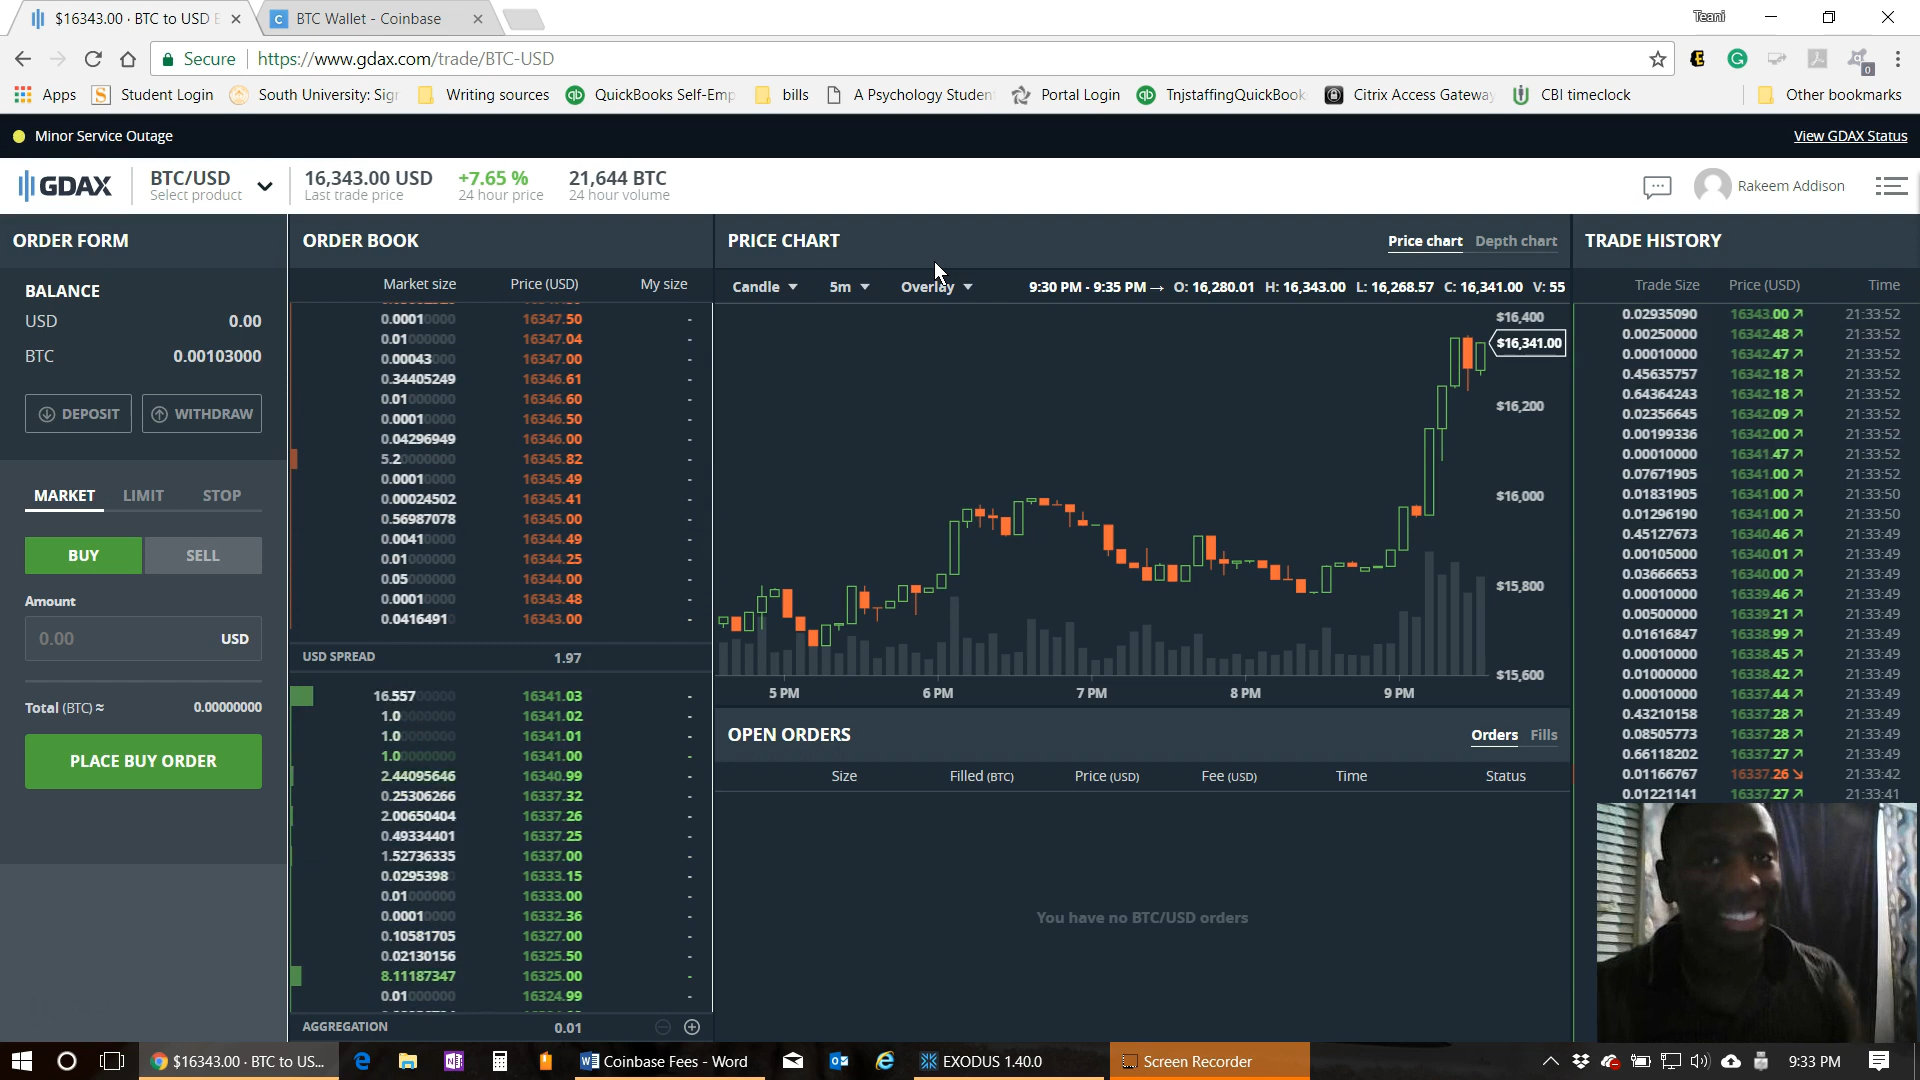 $16343.00 · BTC to USD
BTC Wallet - Coinbase
Teani
Secure
https://www.gdax.com/trade/BTC-USD
0
Apps
Student Login
South University: Sig
Writing sources
QuickBooks Self-Emp
bills
A Psychology Student
Portal Login
TnjstaffingQuickBook
Citrix Access Gateway
CBI timeclock
Other bookmarks
Minor Service Outage
View GDAX Status
GDAX
BTC/USD
Select product
16,343.00 USD
Last trade price
+7.65 %
24 hour price
21,644 BTC
24 hour volume
Rakeem Addison
ORDER FORM
BALANCE
USD 0.00
BTC 0.00103000
DEPOSIT
WITHDRAW
MARKET LIMIT STOP
BUY SELL
Amount
0.00 USD
Total (BTC) ≈ 0.00000000
PLACE BUY ORDER
ORDER BOOK
Market size Price (USD) My size
0.00010000 16347.50 -
0.01000000 16347.04 -
0.00043000 16347.00 -
0.34405249 16346.61 -
0.01000000 16346.60 -
0.00010000 16346.50 -
0.04296949 16346.00 -
5.20000000 16345.82 -
0.00010000 16345.49 -
0.00024502 16345.41 -
0.56987078 16345.00 -
0.00410000 16344.49 -
0.01000000 16344.25 -
0.05000000 16344.00 -
0.00010000 16343.48 -
0.04164910 16343.00 -
USD SPREAD 1.97
16.55700000 16341.03 -
1.00000000 16341.02 -
1.00000000 16341.01 -
1.00000000 16341.00 -
2.44095646 16340.99 -
0.25306266 16337.32 -
2.00650404 16337.26 -
0.49334401 16337.25 -
1.52736335 16337.00 -
0.02953980 16333.15 -
0.01000000 16333.00 -
0.00010000 16332.36 -
0.10581705 16327.00 -
0.02130156 16325.50 -
8.11187347 16325.00 -
0.01000000 16324.99 -
AGGREGATION 0.01
PRICE CHART
Price chart Depth chart
Candle 5m Overlay
9:30 PM - 9:35 PM → O: 16,280.01 H: 16,343.00 L: 16,268.57 C: 16,341.00 V: 55
$16,400
$16,341.00
$16,200
$16,000
$15,800
$15,600
5 PM 6 PM 7 PM 8 PM 9 PM
OPEN ORDERS
Orders Fills
Size Filled (BTC) Price (USD) Fee (USD) Time Status
You have no BTC/USD orders
TRADE HISTORY
Trade Size Price (USD) Time
0.02935090 16343.00 ↗ 21:33:52
0.00250000 16342.48 ↗ 21:33:52
0.00010000 16342.47 ↗ 21:33:52
0.45635757 16342.18 ↗ 21:33:52
0.64364243 16342.18 ↗ 21:33:52
0.02356645 16342.09 ↗ 21:33:52
0.00199336 16342.00 ↗ 21:33:52
0.00010000 16341.47 ↗ 21:33:52
0.07671905 16341.00 ↗ 21:33:52
0.01831905 16341.00 ↗ 21:33:50
0.01296190 16341.00 ↗ 21:33:50
0.45127673 16340.46 ↗ 21:33:49
0.00105000 16340.01 ↗ 21:33:49
0.03666653 16340.00 ↗ 21:33:49
0.00010000 16339.46 ↗ 21:33:49
0.00500000 16339.21 ↗ 21:33:49
0.01616847 16338.99 ↗ 21:33:49
0.00010000 16338.45 ↗ 21:33:49
0.01000000 16338.42 ↗ 21:33:49
0.00010000 16337.44 ↗ 21:33:49
0.43210158 16337.28 ↗ 21:33:49
0.08505773 16337.28 ↗ 21:33:49
0.66118202 16337.27 ↗ 21:33:49
0.01166767 16337.26 ↘ 21:33:42
0.01221141 16337.27 ↗ 21:33:41
$16343.00 · BTC to US...
Coinbase Fees - Word
EXODUS 1.40.0
Screen Recorder
9:33 PM